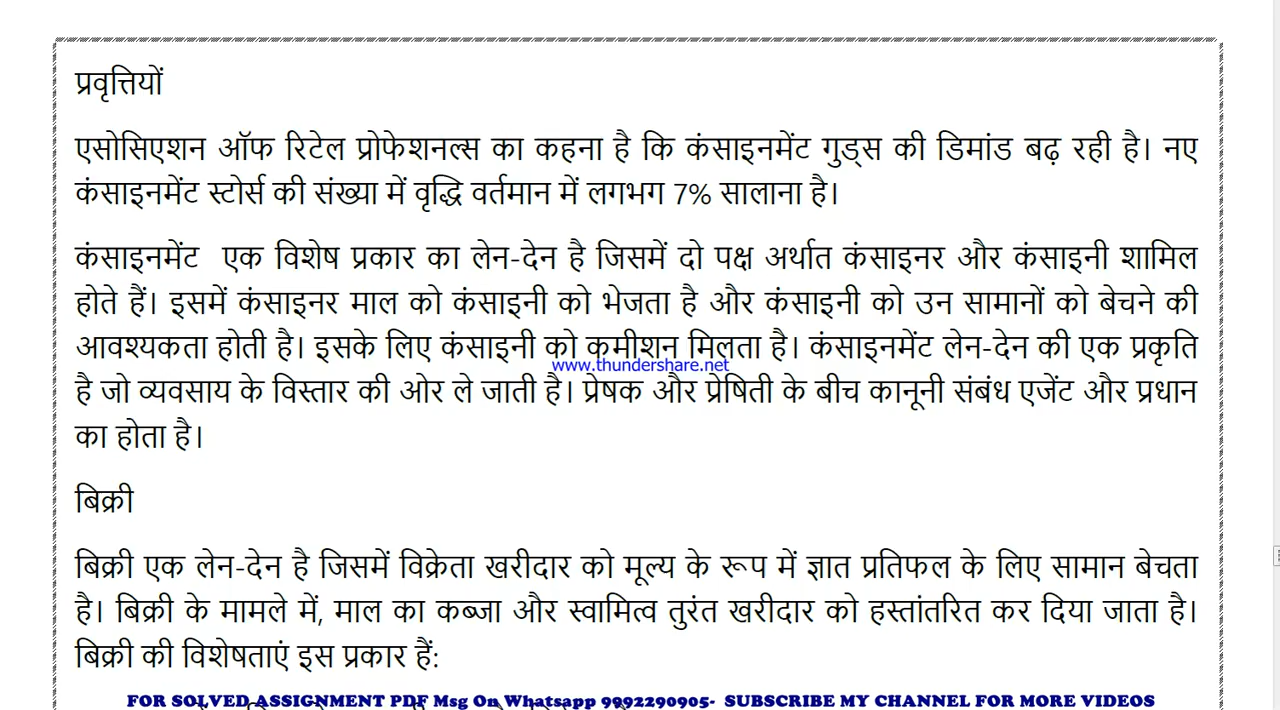 प्रवृत्तियों
एसोसिएशन ऑफ रिटेल प्रोफेशनल्स का कहना है कि कंसाइनमेंट गुड्स की डिमांड बढ़ रही है। नए
कंसाइनमेंट स्टोर्स की संख्या में वृद्धि वर्तमान में लगभग 7% सालाना है।
कंसाइनमेंट एक विशेष प्रकार का लेन-देन है जिसमें दो पक्ष अर्थात कंसाइनर और कंसाइनी शामिल
होते हैं। इसमें कंसाइनर माल को कंसाइनी को भेजता है और कंसाइनी को उन सामानों को बेचने की
आवश्यकता होती है। इसके लिए कंसाइनी को कमीशन मिलता है। कंसाइनमेंट लेन-देन की एक प्रकृति
www.thundershare.net
है जो व्यवसाय के विस्तार की ओर ले जाती है। प्रेषक और प्रेषिती के बीच कानूनी संबंध एजेंट और प्रधान
का होता है।
बिक्री
बिक्री एक लेन-देन है जिसमें विक्रेता खरीदार को मूल्य के रूप में ज्ञात प्रतिफल के लिए सामान बेचता
है। बिक्री के मामले में, माल का कब्जा और स्वामित्व तुरंत खरीदार को हस्तांतरित कर दिया जाता है।
बिक्री की विशेषताएं इस प्रकार हैं:
FOR SOLVED ASSIGNMENT PDF Msg On Whatsapp 9992290905- SUBSCRIBE MY CHANNEL FOR MORE VIDEOS